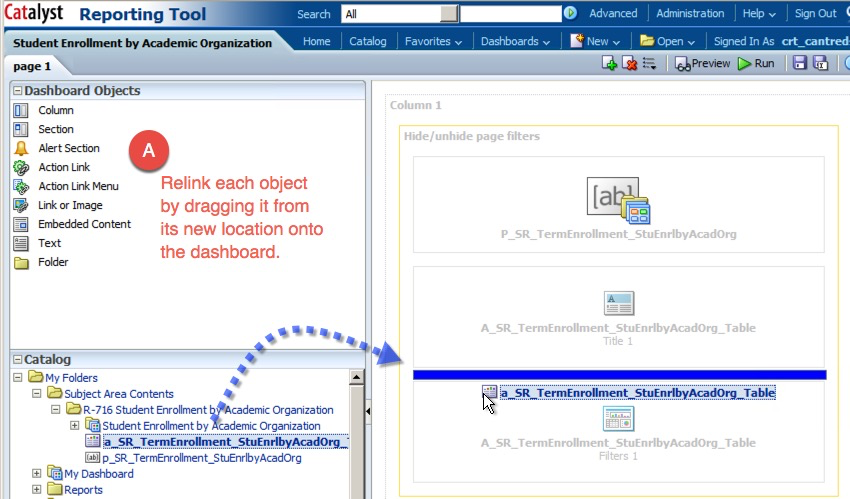 Catalyst Reporting Tool
Search All Advanced Administration Help Sign Out
Student Enrollment by Academic Organization
Home Catalog Favorites Dashboards New Open Signed In As crt_cantred
page 1
Preview Run
Dashboard Objects
Column
Section
Alert Section
Action Link
Action Link Menu
Link or Image
Embedded Content
Text
Folder
A
Relink each object
by dragging it from
its new location onto
the dashboard.
Catalog
My Folders
Subject Area Contents
R-716 Student Enrollment by Academic Organization
Student Enrollment by Academic Organization
a_SR_TermEnrollment_StuEnrlbyAcadOrg_T
p_SR_TermEnrollment_StuEnrlbyAcadOrg
My Dashboard
Reports
Column 1
Hide/unhide page filters
[ab]
P_SR_TermEnrollment_StuEnrlbyAcadOrg
A_SR_TermEnrollment_StuEnrlbyAcadOrg_Table
Title 1
a_SR_TermEnrollment_StuEnrlbyAcadOrg_Table
A_SR_TermEnrollment_StuEnrlbyAcadOrg_Table
Filters 1